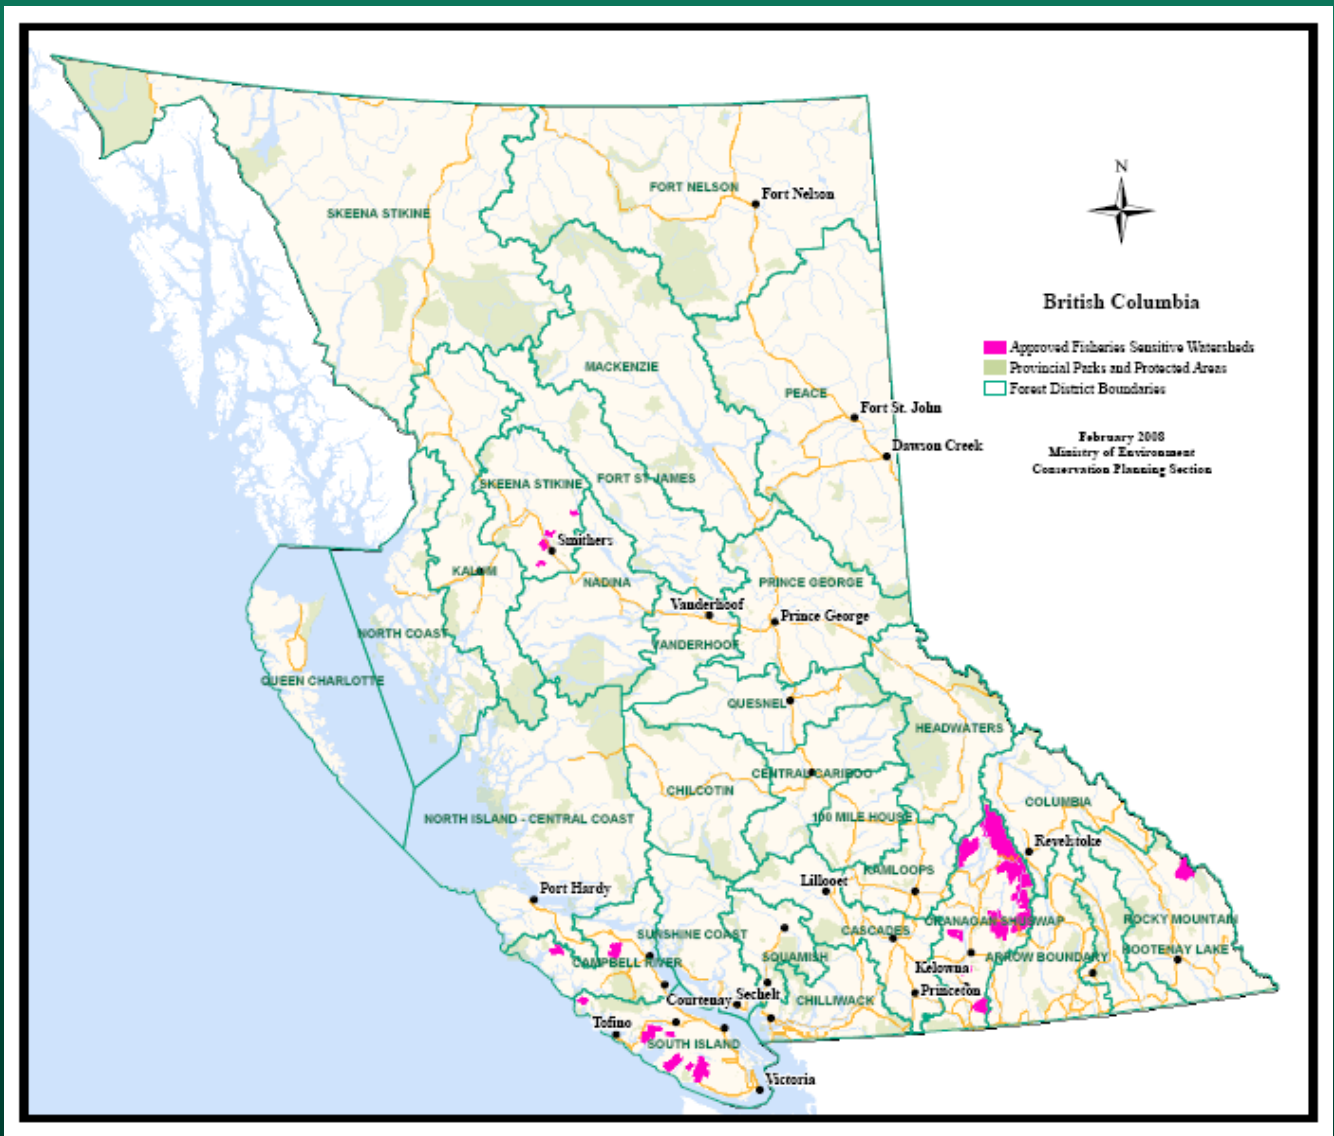 N
FORT NELSON
Fort Nelson
SKEENA STIKINE
British Columbia
Approved Fisheries Sensitive Watersheds
Provincial Parks and Protected Areas
Forest District Boundaries
MACKENZIE
PEACE
Fort St. John
February 2008
Ministry of Environment
Conservation Planning Section
Dawson Creek
SKEENA STIKINE
FORT ST JAMES
Smithers
KALUM
NADINA
PRINCE GEORGE
Vanderhoof
Prince George
NORTH COAST
VANDERHOOF
QUEEN CHARLOTTE
QUESNEL
HEADWATERS
CENTRAL CARIBOO
CHILCOTIN
COLUMBIA
NORTH ISLAND - CENTRAL COAST
100 MILE HOUSE
Revelstoke
KAMLOOPS
Lillooet
Port Hardy
OKANAGAN SHUSWAP
ROCKY MOUNTAIN
SUNSHINE COAST
CASCADES
KOOTENAY LAKE
SQUAMISH
ARROW BOUNDARY
CAMPBELL RIVER
Kelowna
Princeton
Courtenay
Sechelt
CHILLIWACK
Tofino
SOUTH ISLAND
Victoria